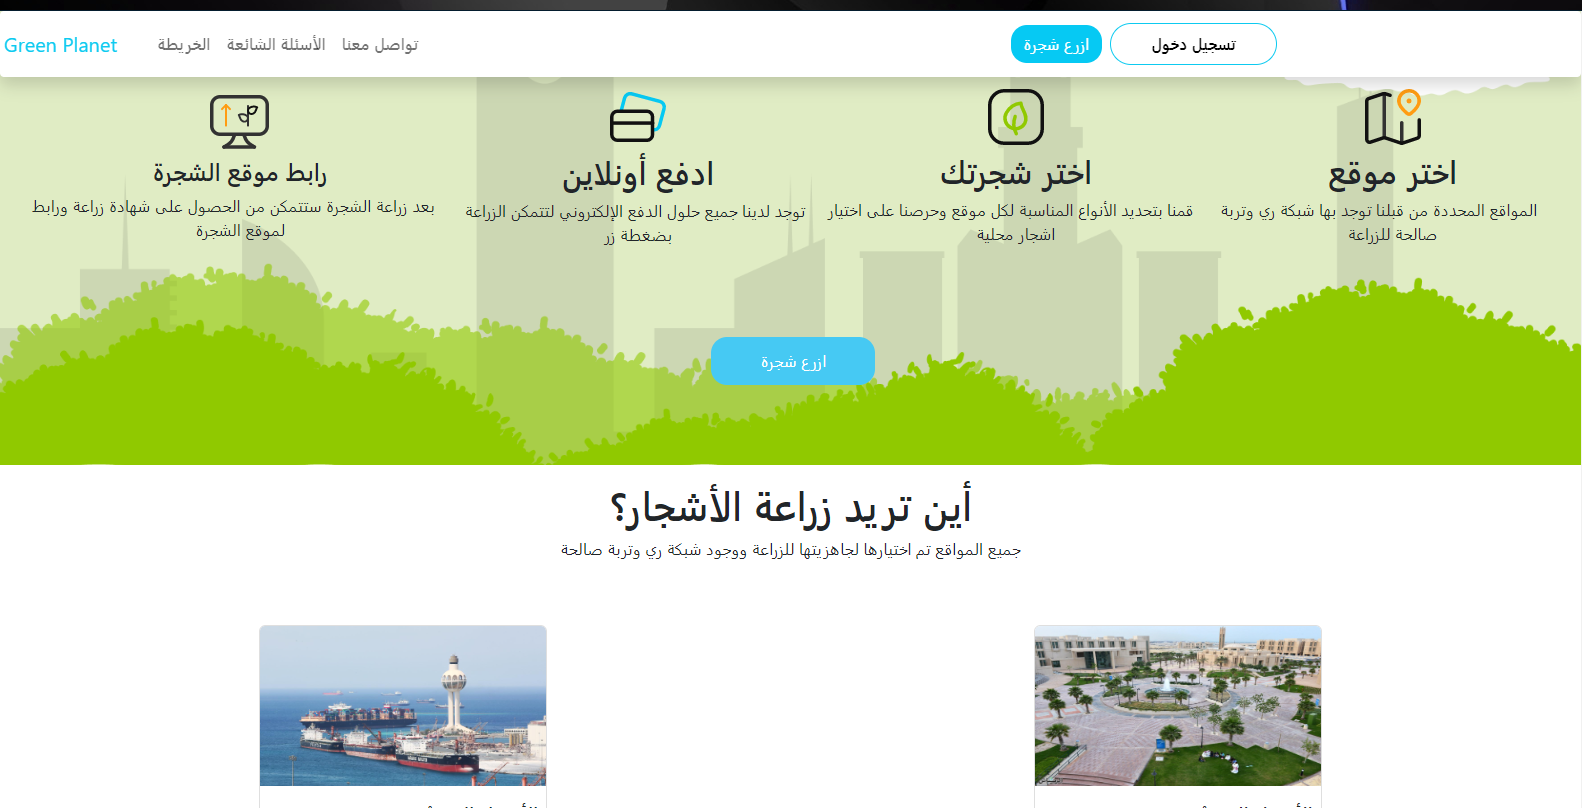 Green Planet
الخريطة
الأسئلة الشائعة
تواصل معنا
ازرع شجرة
تسجيل دخول
اختر موقع
المواقع المحددة من قبلنا توجد بها شبكة ري وتربة
صالحة للزراعة
اختر شجرتك
قمنا بتحديد الأنواع المناسبة لكل موقع وحرصنا على اختيار
اشجار محلية
ادفع أونلاين
توجد لدينا جميع حلول الدفع الإلكتروني لتتمكن الزراعة
بضغطة زر
رابط موقع الشجرة
بعد زراعة الشجرة ستتمكن من الحصول على شهادة زراعة ورابط
لموقع الشجرة
ازرع شجرة
أين تريد زراعة الأشجار؟
جميع المواقع تم اختيارها لجاهزيتها للزراعة ووجود شبكة ري وتربة صالحة